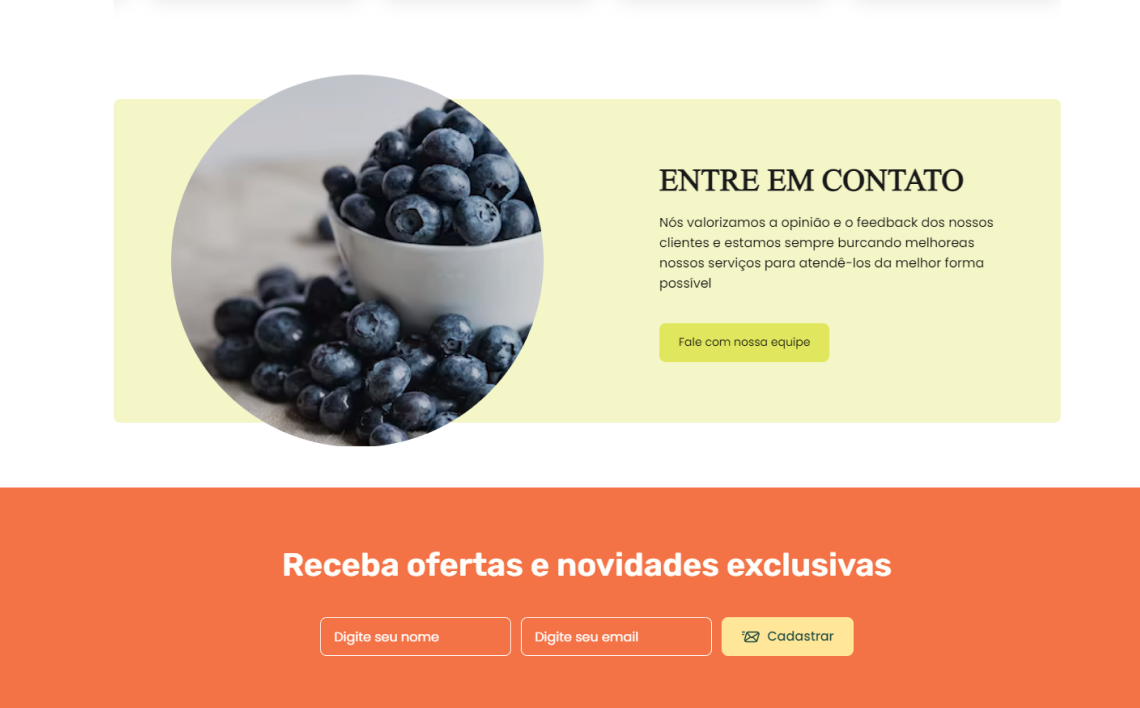 ENTRE EM CONTATO
Nós valorizamos a opinião e o feedback dos nossos
clientes e estamos sempre burcando melhoreas
nossos serviços para atendê-los da melhor forma
possível
Fale com nossa equipe
Receba ofertas e novidades exclusivas
Digite seu nome
Digite seu email
Cadastrar